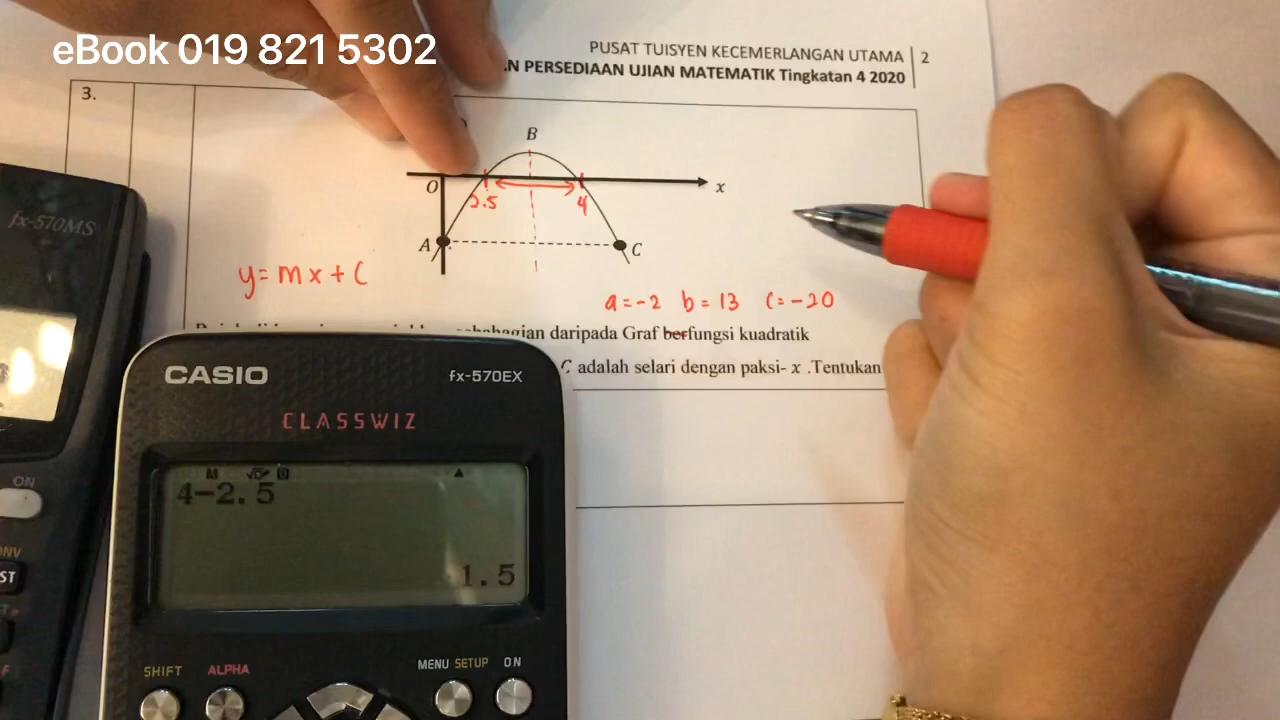 eBook 019 821 5302
PUSAT TUISYEN KECEMERLANGAN UTAMA 2
PERSEDIAAN UJIAN MATEMATIK Tingkatan 4 2020
3.
B
O
x
2.5
4
A
C
y = mx + c
a = -2 b = 13 c = -20
daripada Graf berfungsi kuadratik
C adalah selari dengan paksi- x .Tentukan
fx-570MS
CASIO
fx-570EX
CLASSWIZ
M D
4-2.5
1.5
ON
SHIFT ALPHA MENU SETUP ON